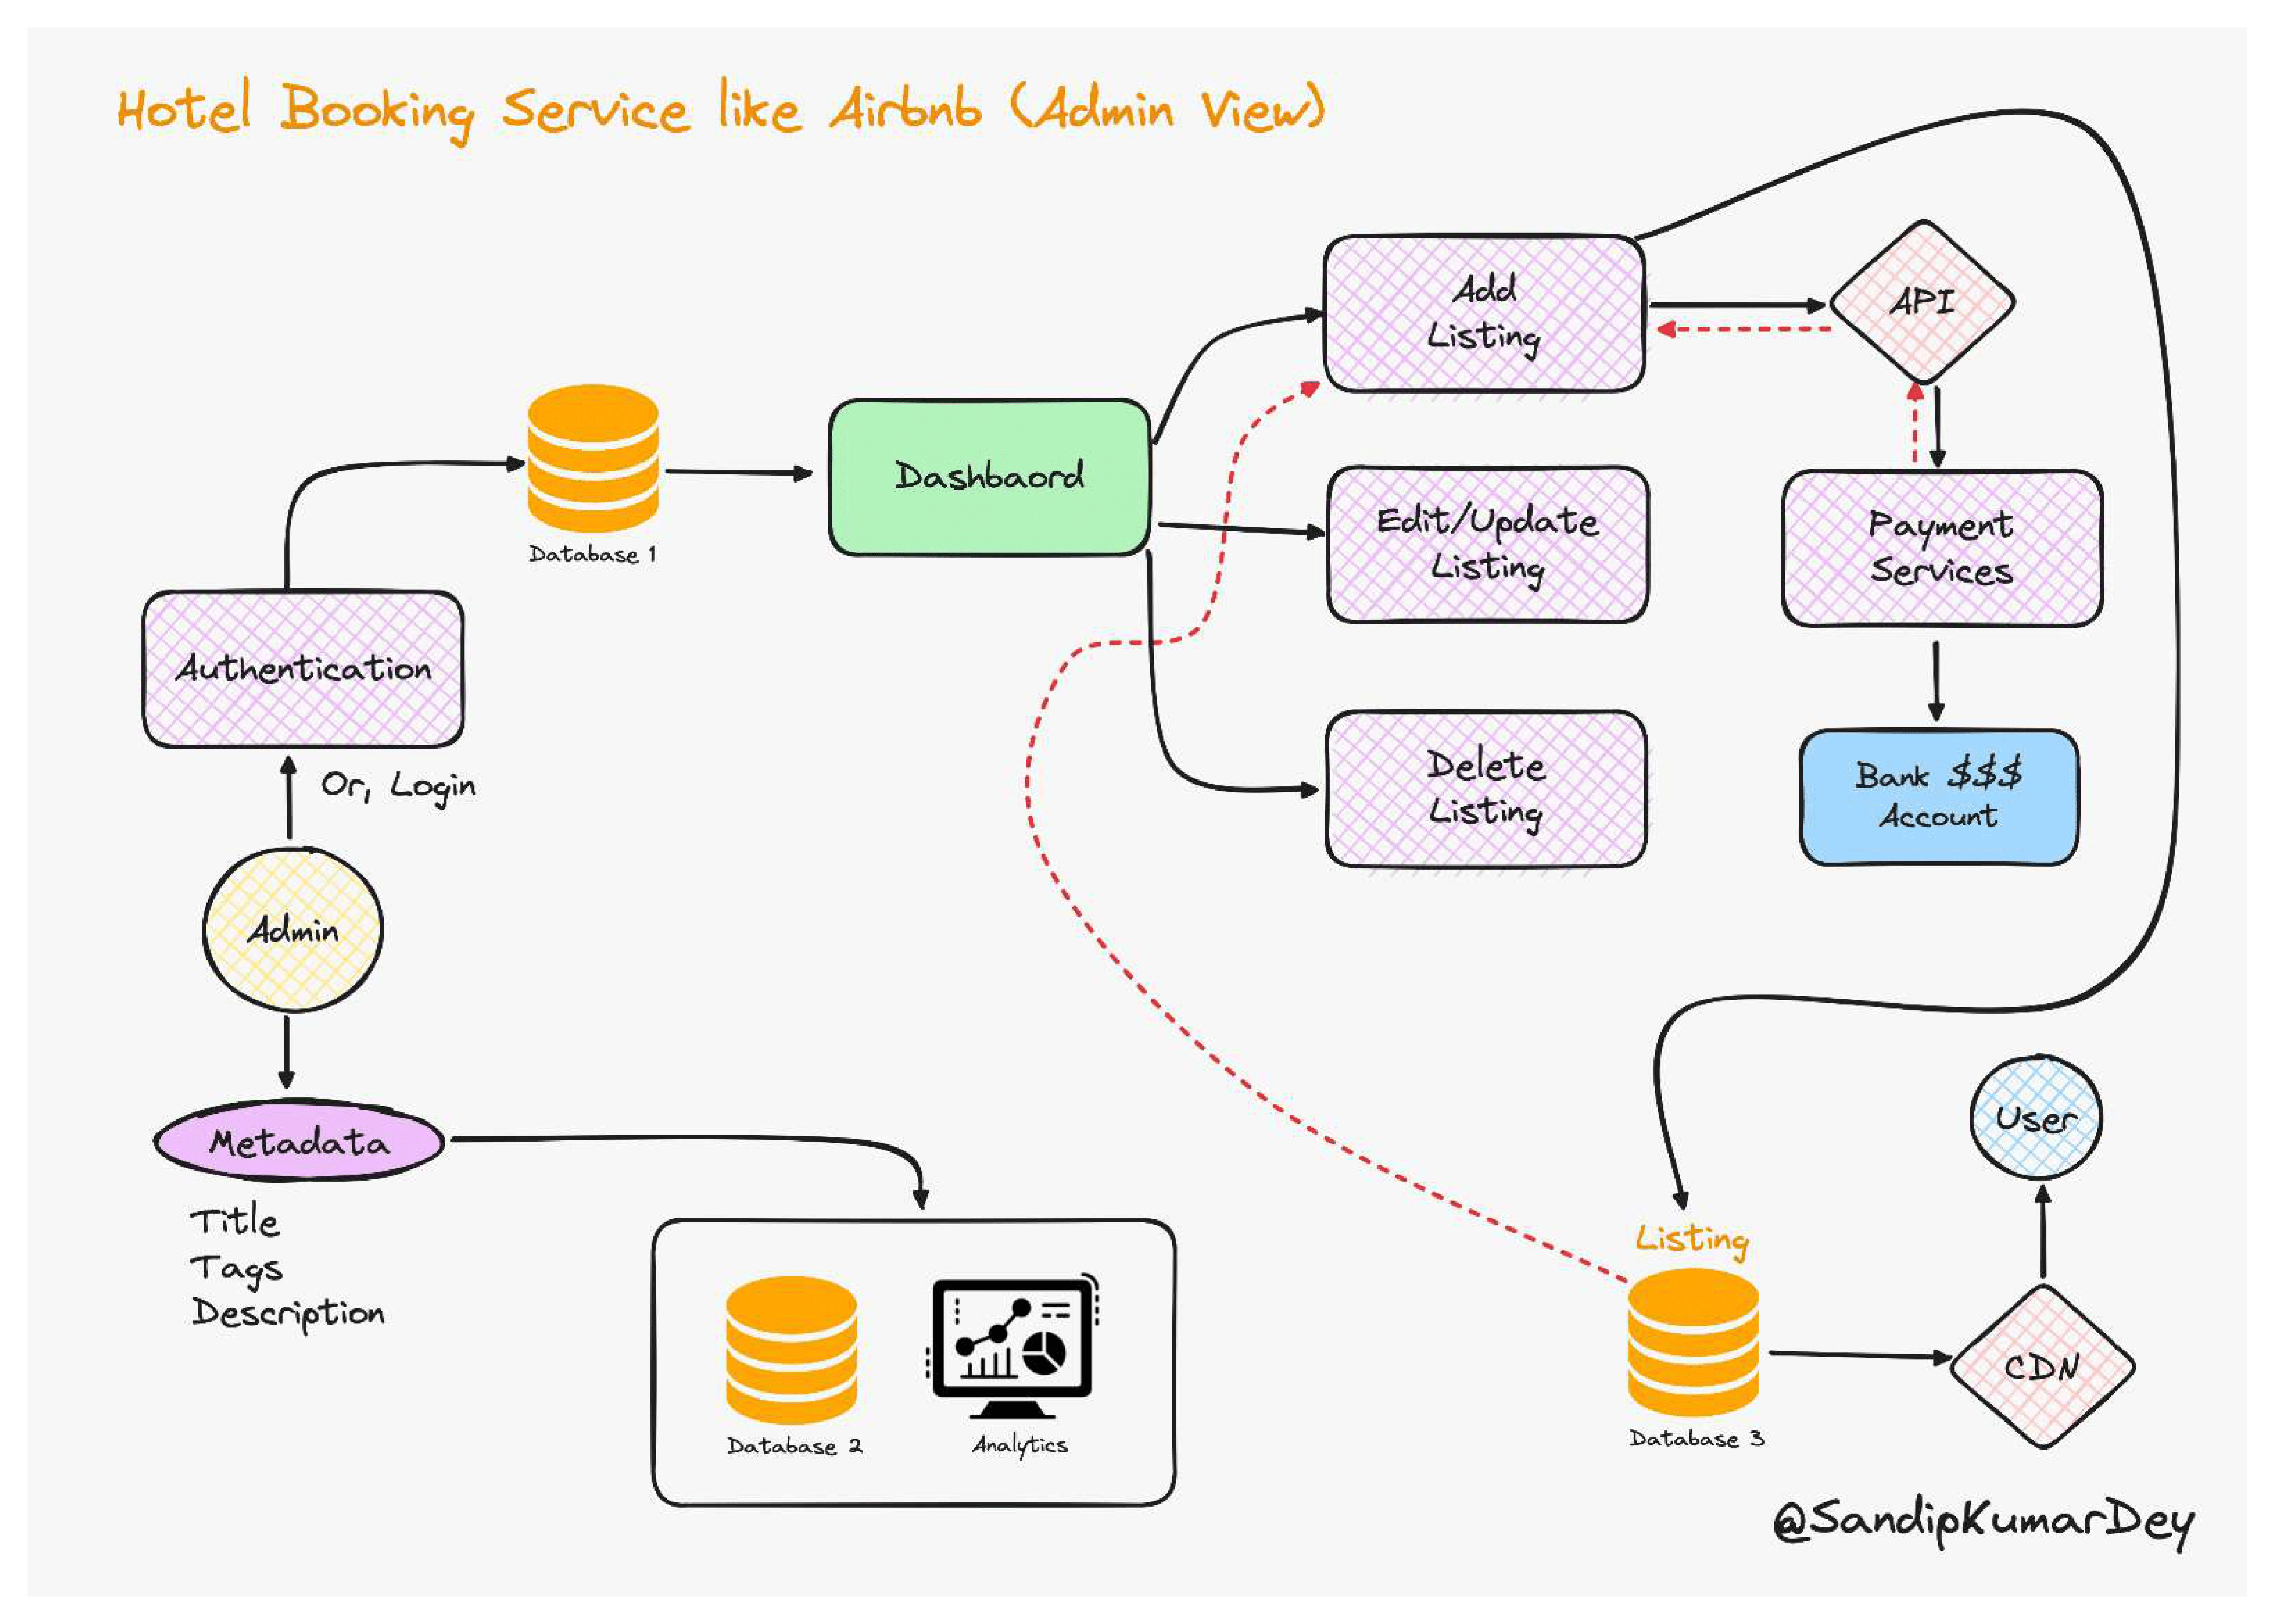 Hotel Booking Service like Airbnb (Admin View)
Add
Listing
API
Database 1
Dashbaord
Edit/Update
Listing
Payment
Services
Authentication
Or, Login
Delete
Listing
Bank $$$
Account
Admin
Metadata
Title
Tags
Description
Database 2
Analytics
User
Listing
Database 3
CDN
@SandipKumarDey